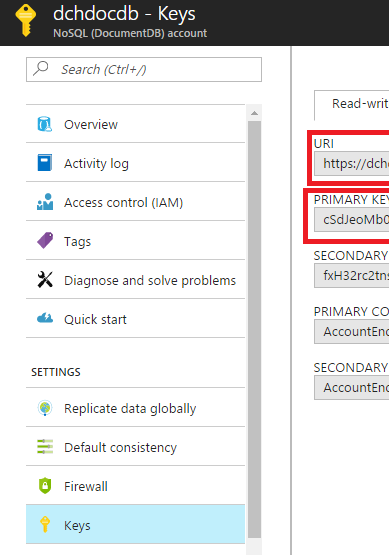 dchdocdb - Keys
NoSQL (DocumentDB) account
Search (Ctrl+/)
Overview
Activity log
Access control (IAM)
Tags
Diagnose and solve problems
Quick start
SETTINGS
Replicate data globally
Default consistency
Firewall
Keys
Read-writ
URI
https://dch
PRIMARY KEY
cSdJeoMb0
SECONDARY
fxH32rc2tns
PRIMARY CO
AccountEnd
SECONDARY
AccountEnd